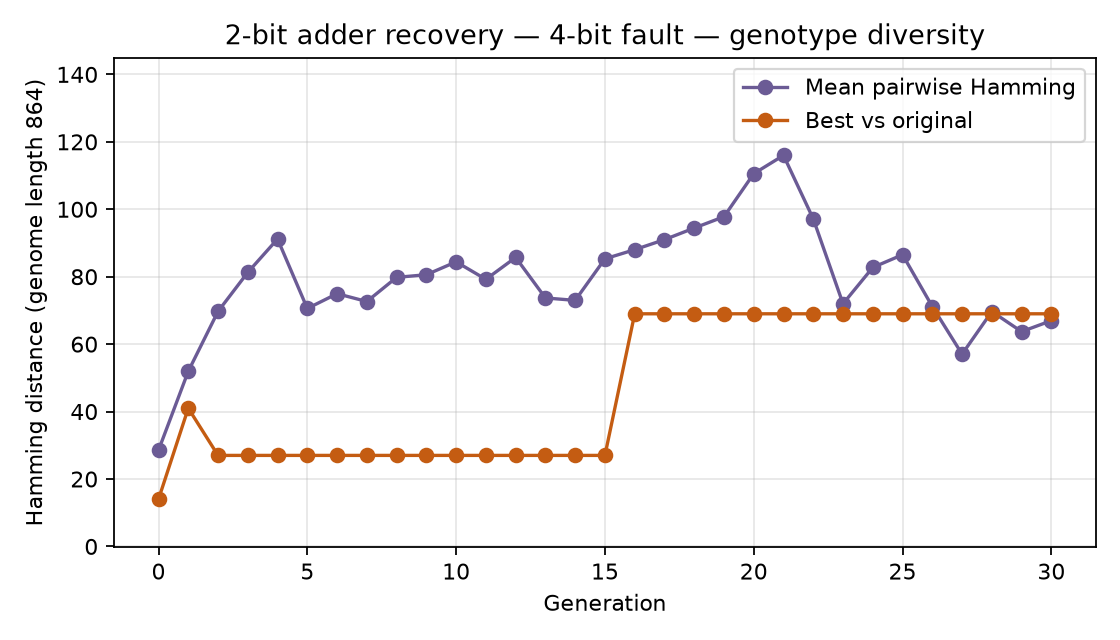 2-bit adder recovery — 4-bit fault — genotype diversity
Mean pairwise Hamming
Best vs original
Hamming distance (genome length 864)
140
120
100
80
60
40
20
0
0 5 10 15 20 25 30
Generation